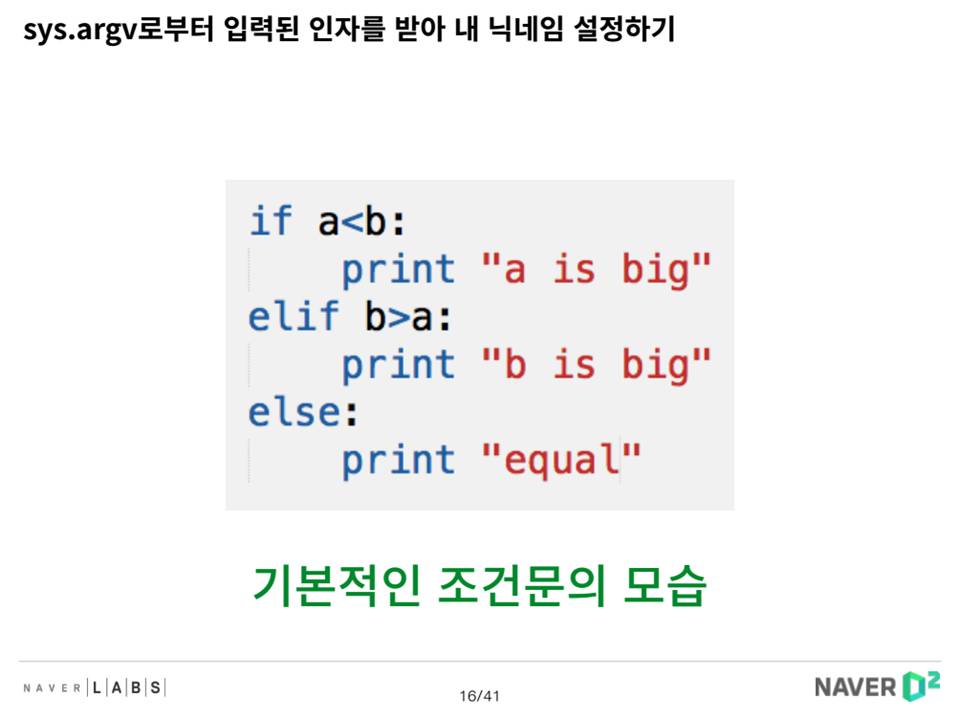 sys.argv로부터 입력된 인자를 받아 내 닉네임 설정하기
if a<b:
    print "a is big"
elif b>a:
    print "b is big"
else:
    print "equal"
기본적인 조건문의 모습
NAVER LABS
16/41
NAVER D2